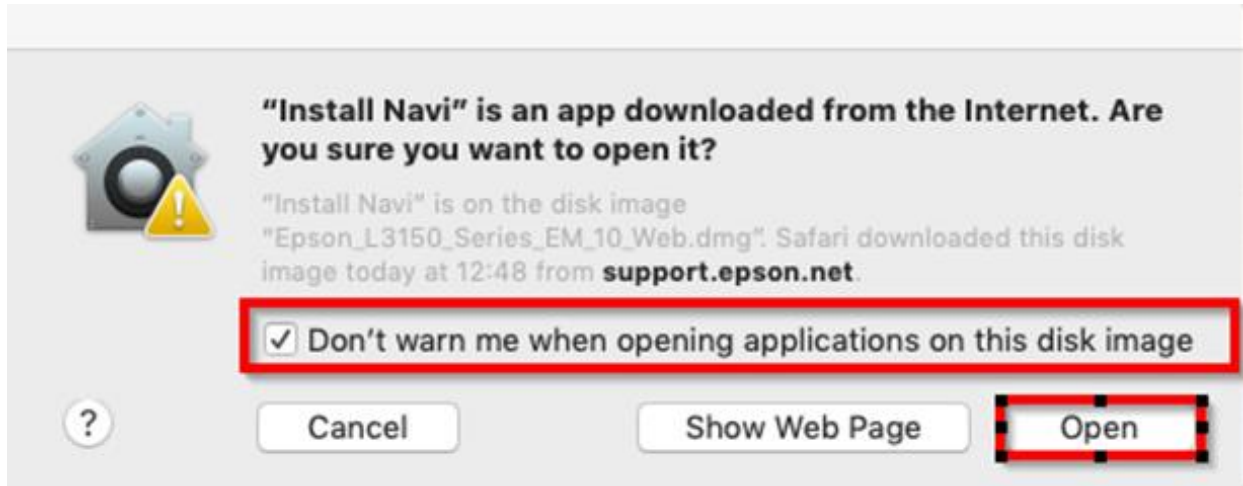 “Install Navi” is an app downloaded from the Internet. Are
you sure you want to open it?
“Install Navi” is on the disk image
“Epson_L3150_Series_EM_10_Web.dmg”. Safari downloaded this disk
image today at 12:48 from support.epson.net.
Don’t warn me when opening applications on this disk image
? Cancel Show Web Page Open